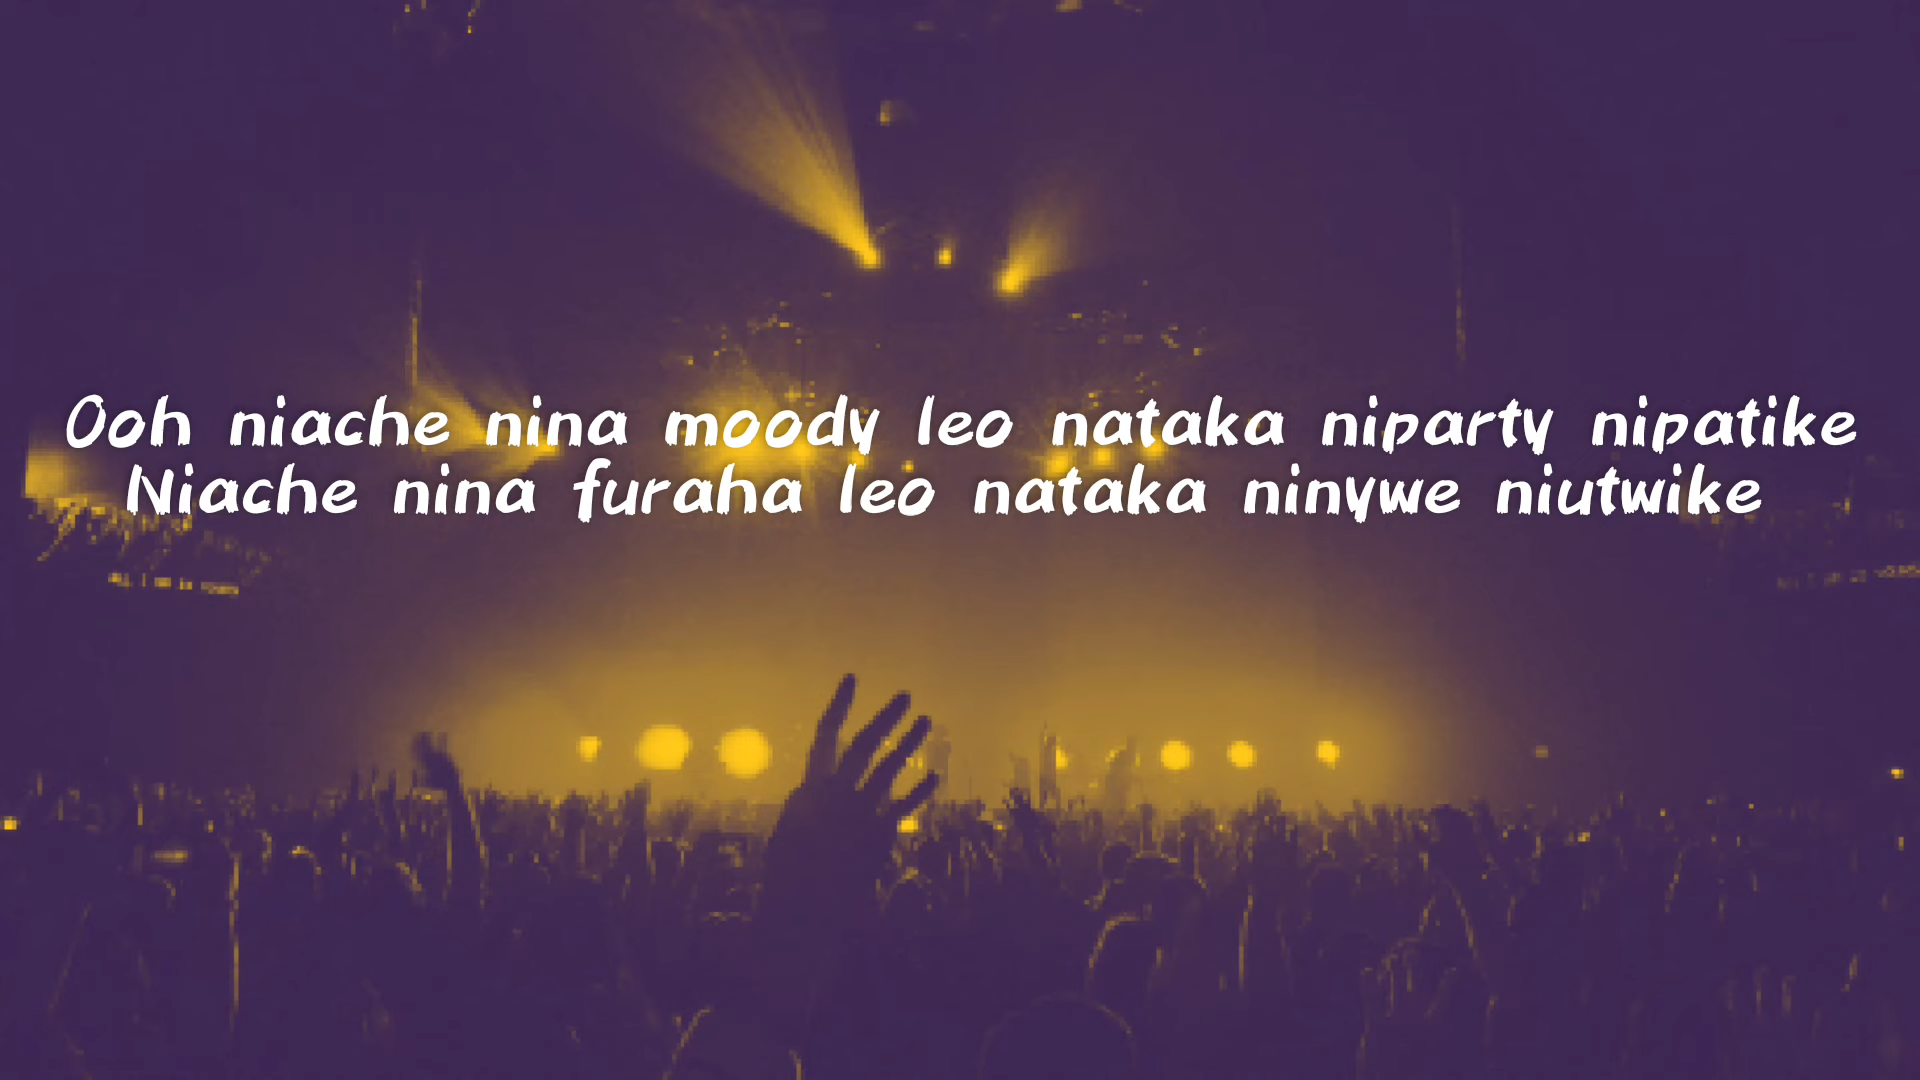 Ooh niache nina moody leo nataka niparty nipatike
Niache nina furaha leo nataka ninywe niutwike